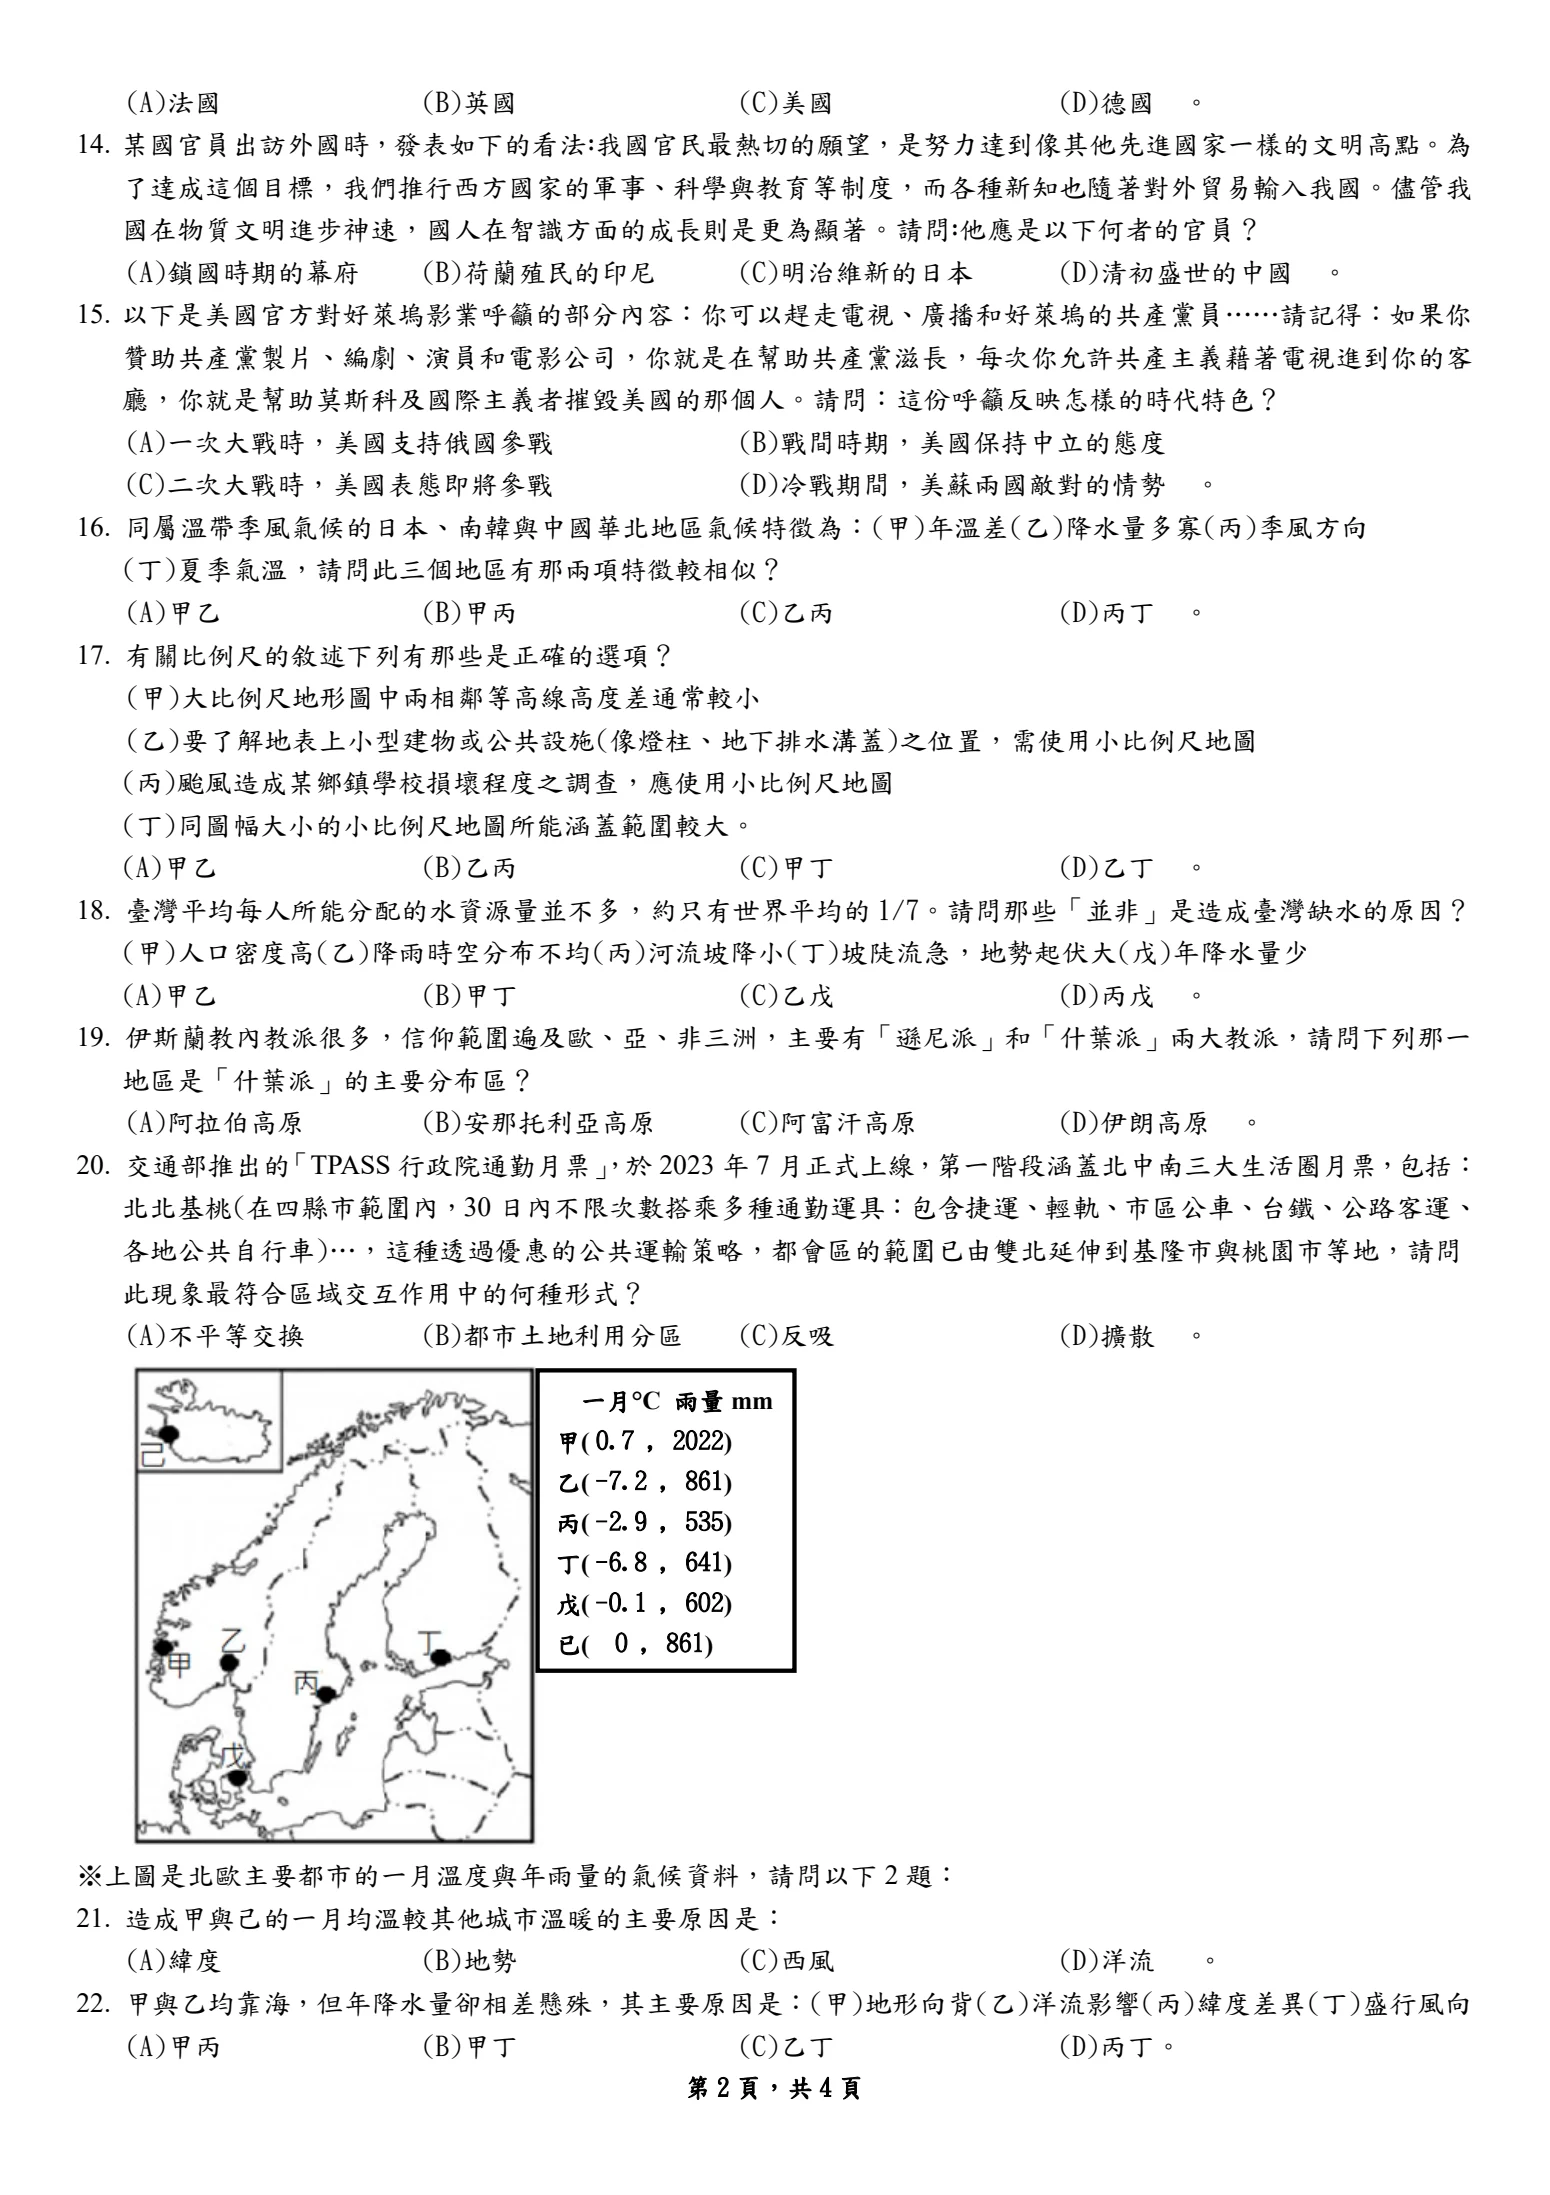 (A)法國 (B)英國 (C)美國 (D)德國 。
14. 某國官員出訪外國時，發表如下的看法:我國官民最熱切的願望，是努力達到像其他先進國家一樣的文明高點。為
了達成這個目標，我們推行西方國家的軍事、科學與教育等制度，而各種新知也隨著對外貿易輸入我國。儘管我
國在物質文明進步神速，國人在智識方面的成長則是更為顯著。請問:他應是以下何者的官員？
(A)鎖國時期的幕府 (B)荷蘭殖民的印尼 (C)明治維新的日本 (D)清初盛世的中國 。
15. 以下是美國官方對好萊塢影業呼籲的部分內容：你可以趕走電視、廣播和好萊塢的共產黨員……請記得：如果你
贊助共產黨製片、編劇、演員和電影公司，你就是在幫助共產黨滋長，每次你允許共產主義藉著電視進到你的客
廳，你就是幫助莫斯科及國際主義者摧毀美國的那個人。請問：這份呼籲反映怎樣的時代特色？
(A)一次大戰時，美國支持俄國參戰 (B)戰間時期，美國保持中立的態度
(C)二次大戰時，美國表態即將參戰 (D)冷戰期間，美蘇兩國敵對的情勢 。
16. 同屬溫帶季風氣候的日本、南韓與中國華北地區氣候特徵為：(甲)年溫差(乙)降水量多寡(丙)季風方向
(丁)夏季氣溫，請問此三個地區有那兩項特徵較相似？
(A)甲乙 (B)甲丙 (C)乙丙 (D)丙丁 。
17. 有關比例尺的敘述下列有那些是正確的選項？
(甲)大比例尺地形圖中兩相鄰等高線高度差通常較小
(乙)要了解地表上小型建物或公共設施(像燈柱、地下排水溝蓋)之位置，需使用小比例尺地圖
(丙)颱風造成某鄉鎮學校損壞程度之調查，應使用小比例尺地圖
(丁)同圖幅大小的小比例尺地圖所能涵蓋範圍較大。
(A)甲乙 (B)乙丙 (C)甲丁 (D)乙丁 。
18. 臺灣平均每人所能分配的水資源量並不多，約只有世界平均的 1/7。請問那些「並非」是造成臺灣缺水的原因？
(甲)人口密度高(乙)降雨時空分布不均(丙)河流坡降小(丁)坡陡流急，地勢起伏大(戊)年降水量少
(A)甲乙 (B)甲丁 (C)乙戊 (D)丙戊 。
19. 伊斯蘭教內教派很多，信仰範圍遍及歐、亞、非三洲，主要有「遜尼派」和「什葉派」兩大教派，請問下列那一
地區是「什葉派」的主要分布區？
(A)阿拉伯高原 (B)安那托利亞高原 (C)阿富汗高原 (D)伊朗高原 。
20. 交通部推出的「TPASS 行政院通勤月票」，於 2023 年 7 月正式上線，第一階段涵蓋北中南三大生活圈月票，包括：
北北基桃(在四縣市範圍內，30 日內不限次數搭乘多種通勤運具：包含捷運、輕軌、市區公車、台鐵、公路客運、
各地公共自行車)…，這種透過優惠的公共運輸策略，都會區的範圍已由雙北延伸到基隆市與桃園市等地，請問
此現象最符合區域交互作用中的何種形式？
(A)不平等交換 (B)都市土地利用分區 (C)反吸 (D)擴散 。
己
甲
乙
丙
丁
戊
一月°C 雨量 mm
甲( 0.7 ， 2022)
乙( -7.2 ， 861)
丙( -2.9 ， 535)
丁( -6.8 ， 641)
戊( -0.1 ， 602)
已( 0 ， 861)
※上圖是北歐主要都市的一月溫度與年雨量的氣候資料，請問以下 2 題：
21. 造成甲與己的一月均溫較其他城市溫暖的主要原因是：
(A)緯度 (B)地勢 (C)西風 (D)洋流 。
22. 甲與乙均靠海，但年降水量卻相差懸殊，其主要原因是：(甲)地形向背(乙)洋流影響(丙)緯度差異(丁)盛行風向
(A)甲丙 (B)甲丁 (C)乙丁 (D)丙丁。
第 2 頁，共 4 頁